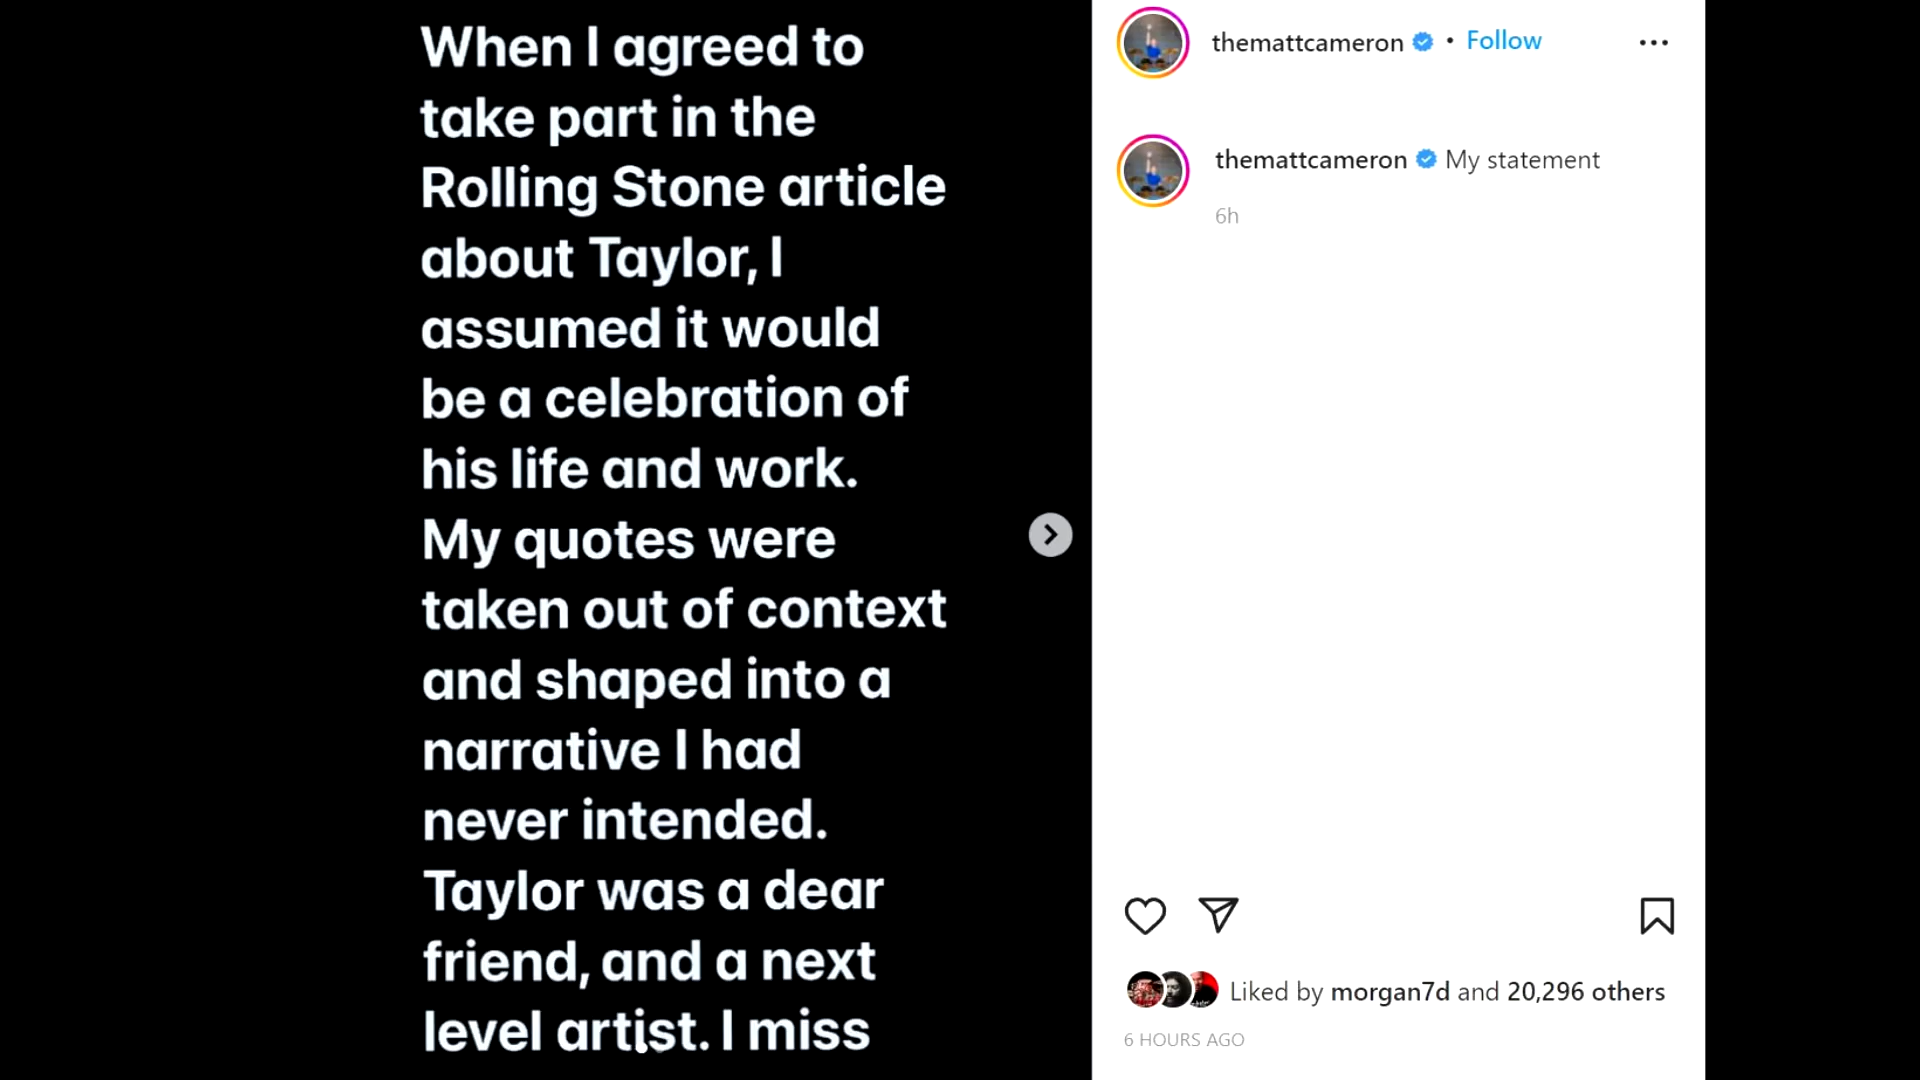 When I agreed to
take part in the
Rolling Stone article
about Taylor, I
assumed it would
be a celebration of
his life and work.
My quotes were
taken out of context
and shaped into a
narrative I had
never intended.
Taylor was a dear
friend, and a next
level artist. I miss
themattcameron • Follow
themattcameron My statement
6h
Liked by morgan7d and 20,296 others
6 HOURS AGO